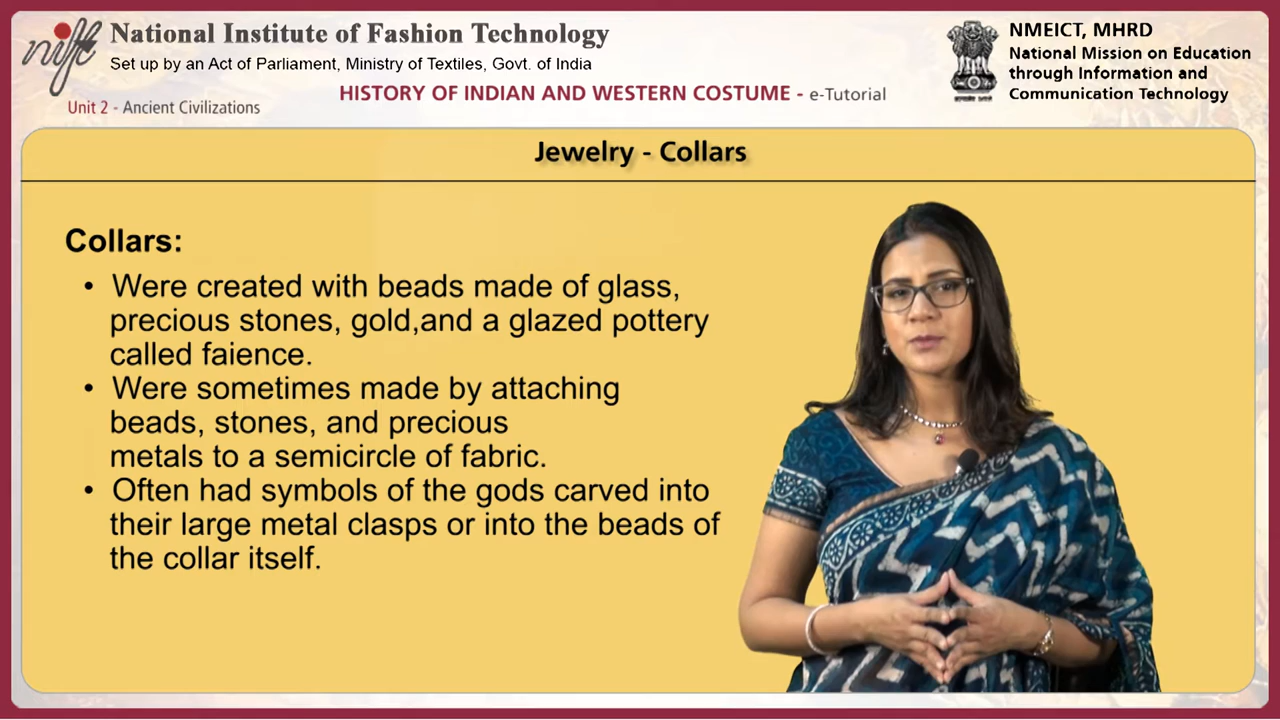 nift
National Institute of Fashion Technology
Set up by an Act of Parliament, Ministry of Textiles, Govt. of India
Unit 2 - Ancient Civilizations
HISTORY OF INDIAN AND WESTERN COSTUME - e-Tutorial
NMEICT, MHRD
National Mission on Education
through Information and
Communication Technology
Jewelry - Collars
Collars:
• Were created with beads made of glass,
precious stones, gold,and a glazed pottery
called faience.
• Were sometimes made by attaching
beads, stones, and precious
metals to a semicircle of fabric.
• Often had symbols of the gods carved into
their large metal clasps or into the beads of
the collar itself.